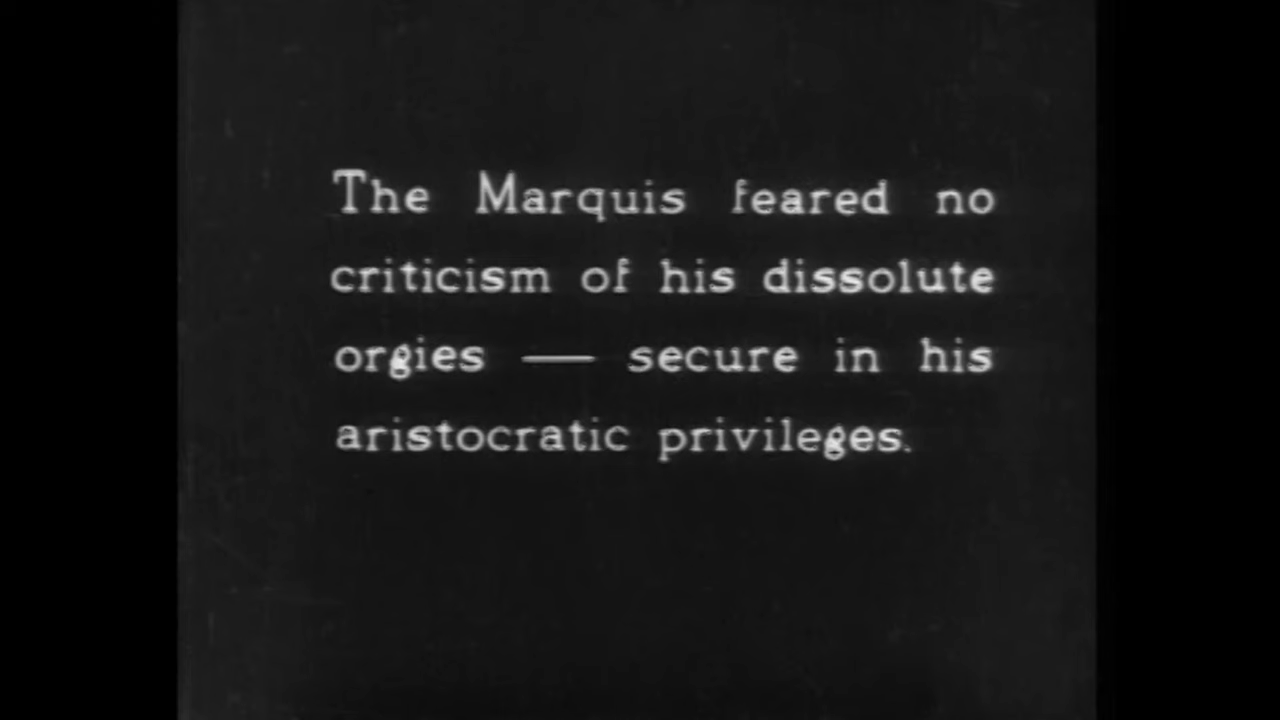 The Marquis feared no
criticism of his dissolute
orgies — secure in his
aristocratic privileges.